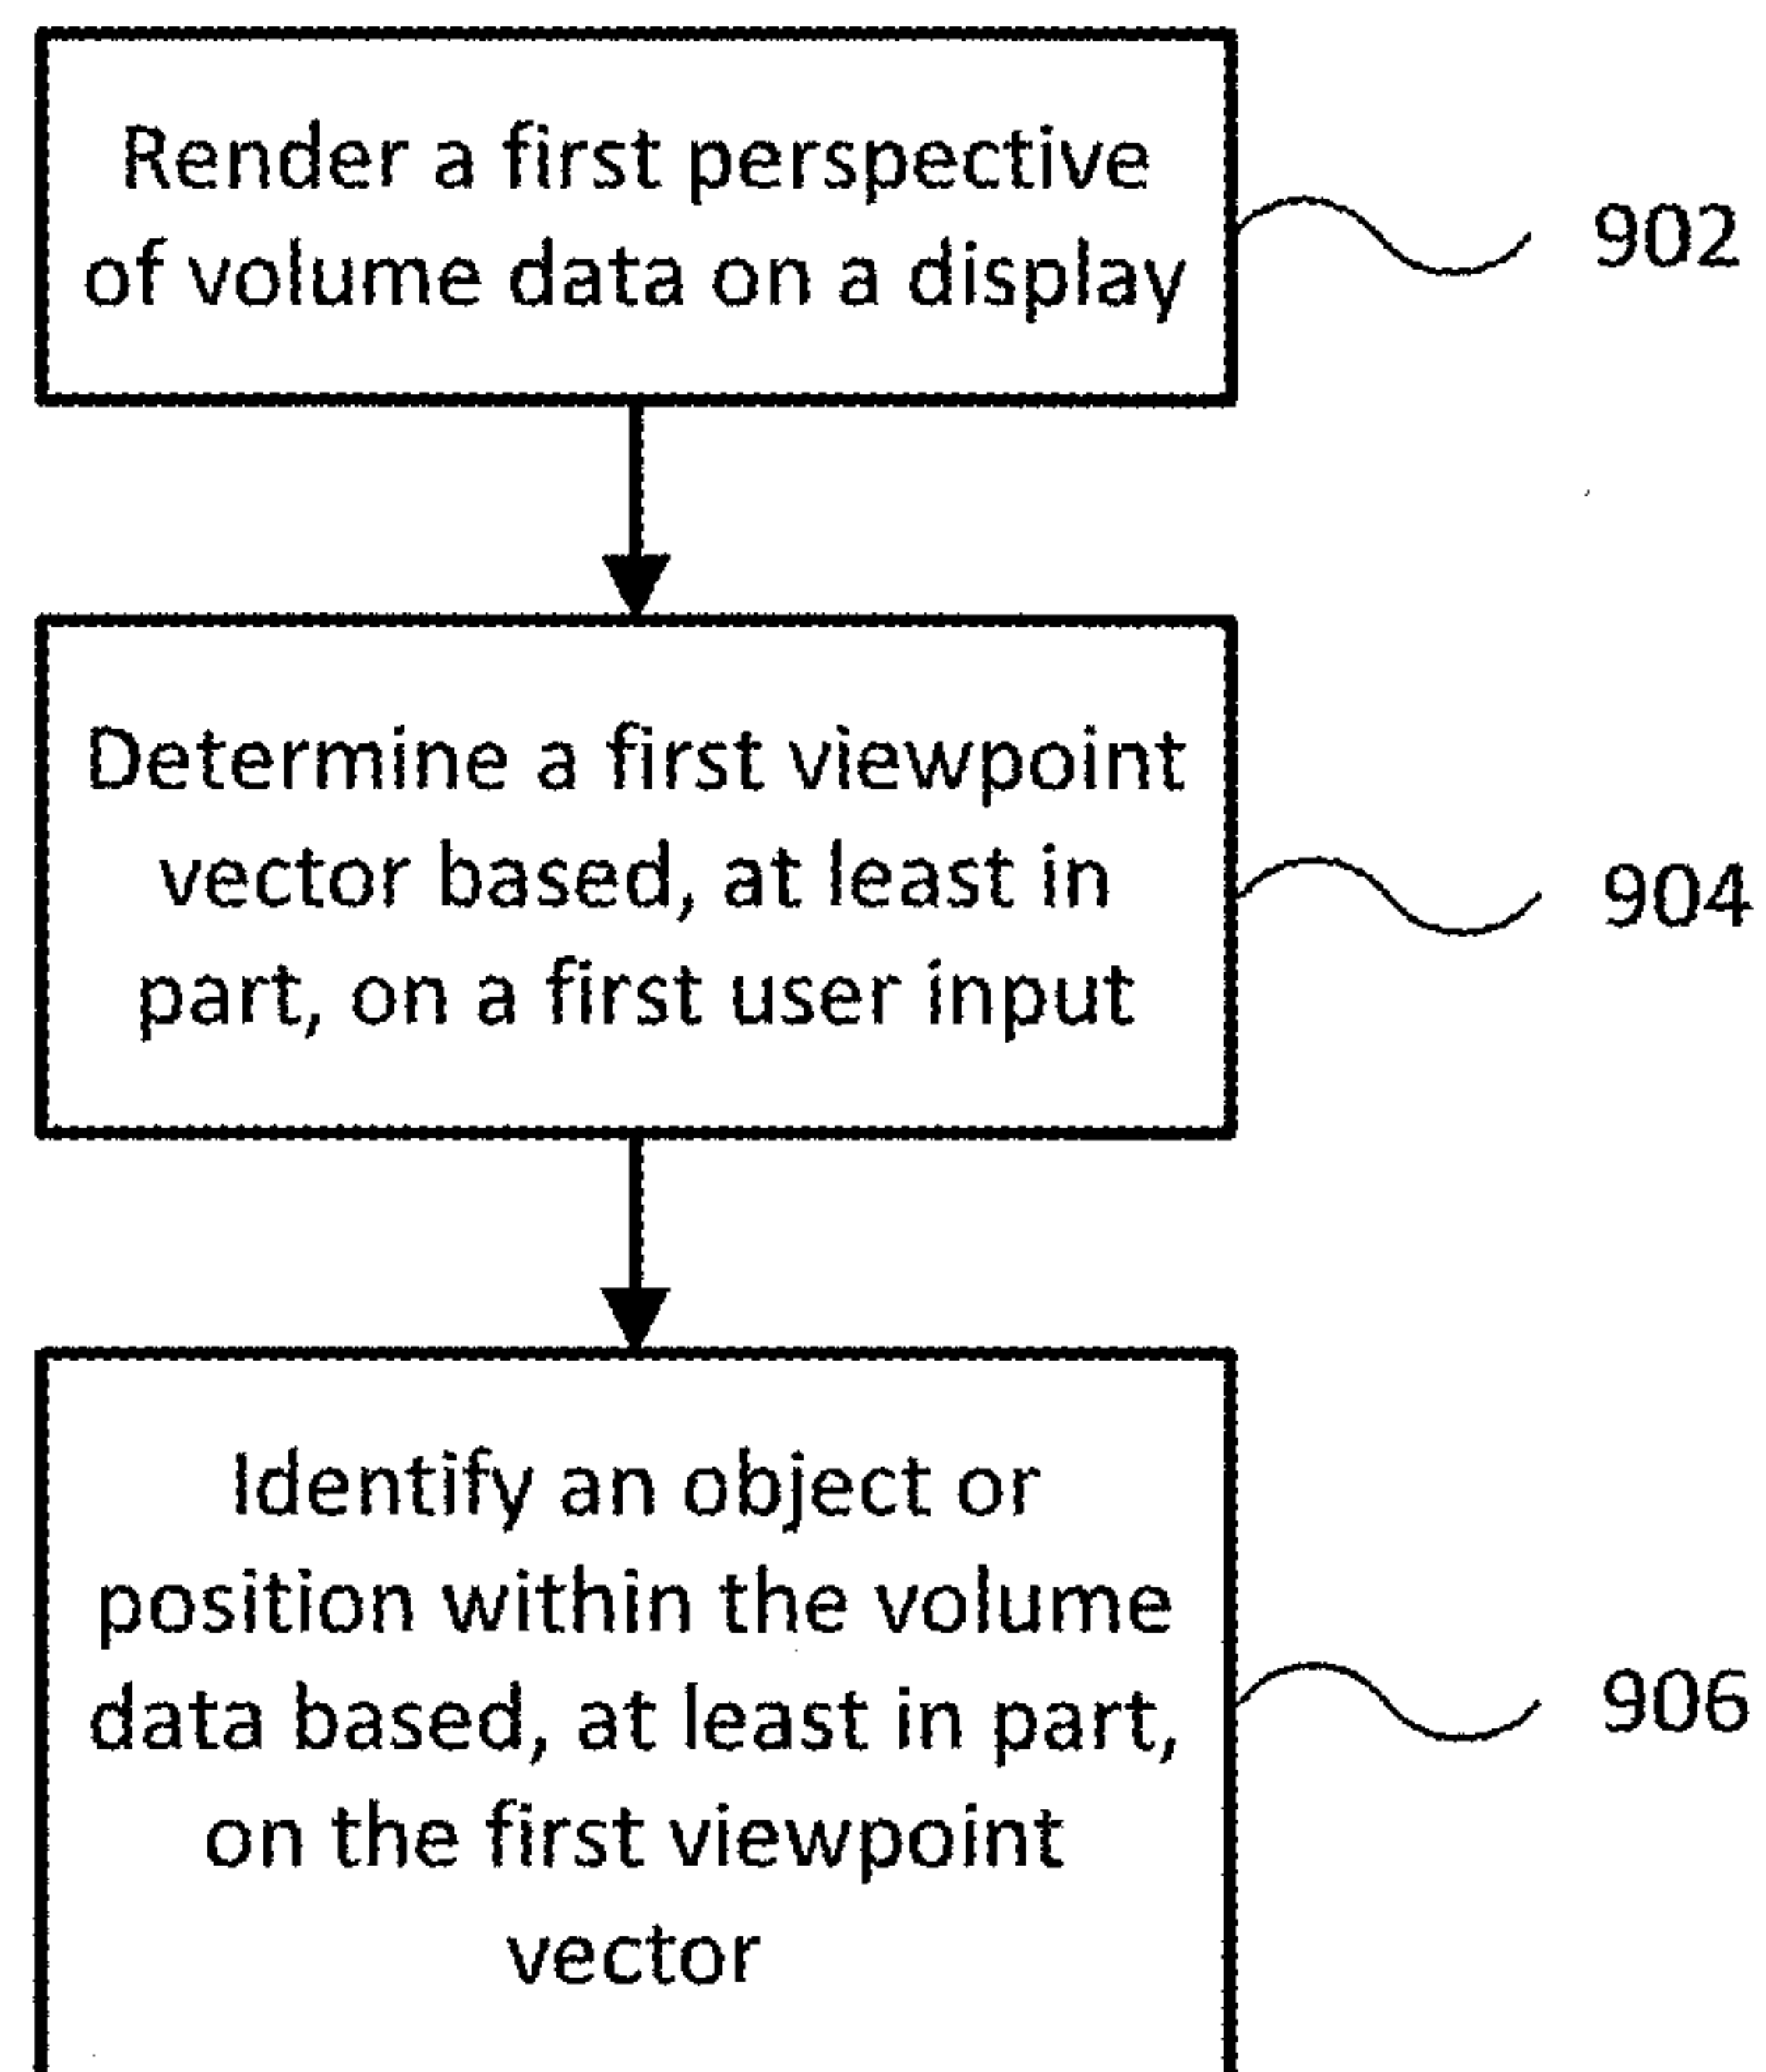 Render a first perspective
of volume data on a display
902
Determine a first viewpoint
vector based, at least in
part, on a first user input
904
Identify an object or
position within the volume
data based, at least in part,
on the first viewpoint
vector
906